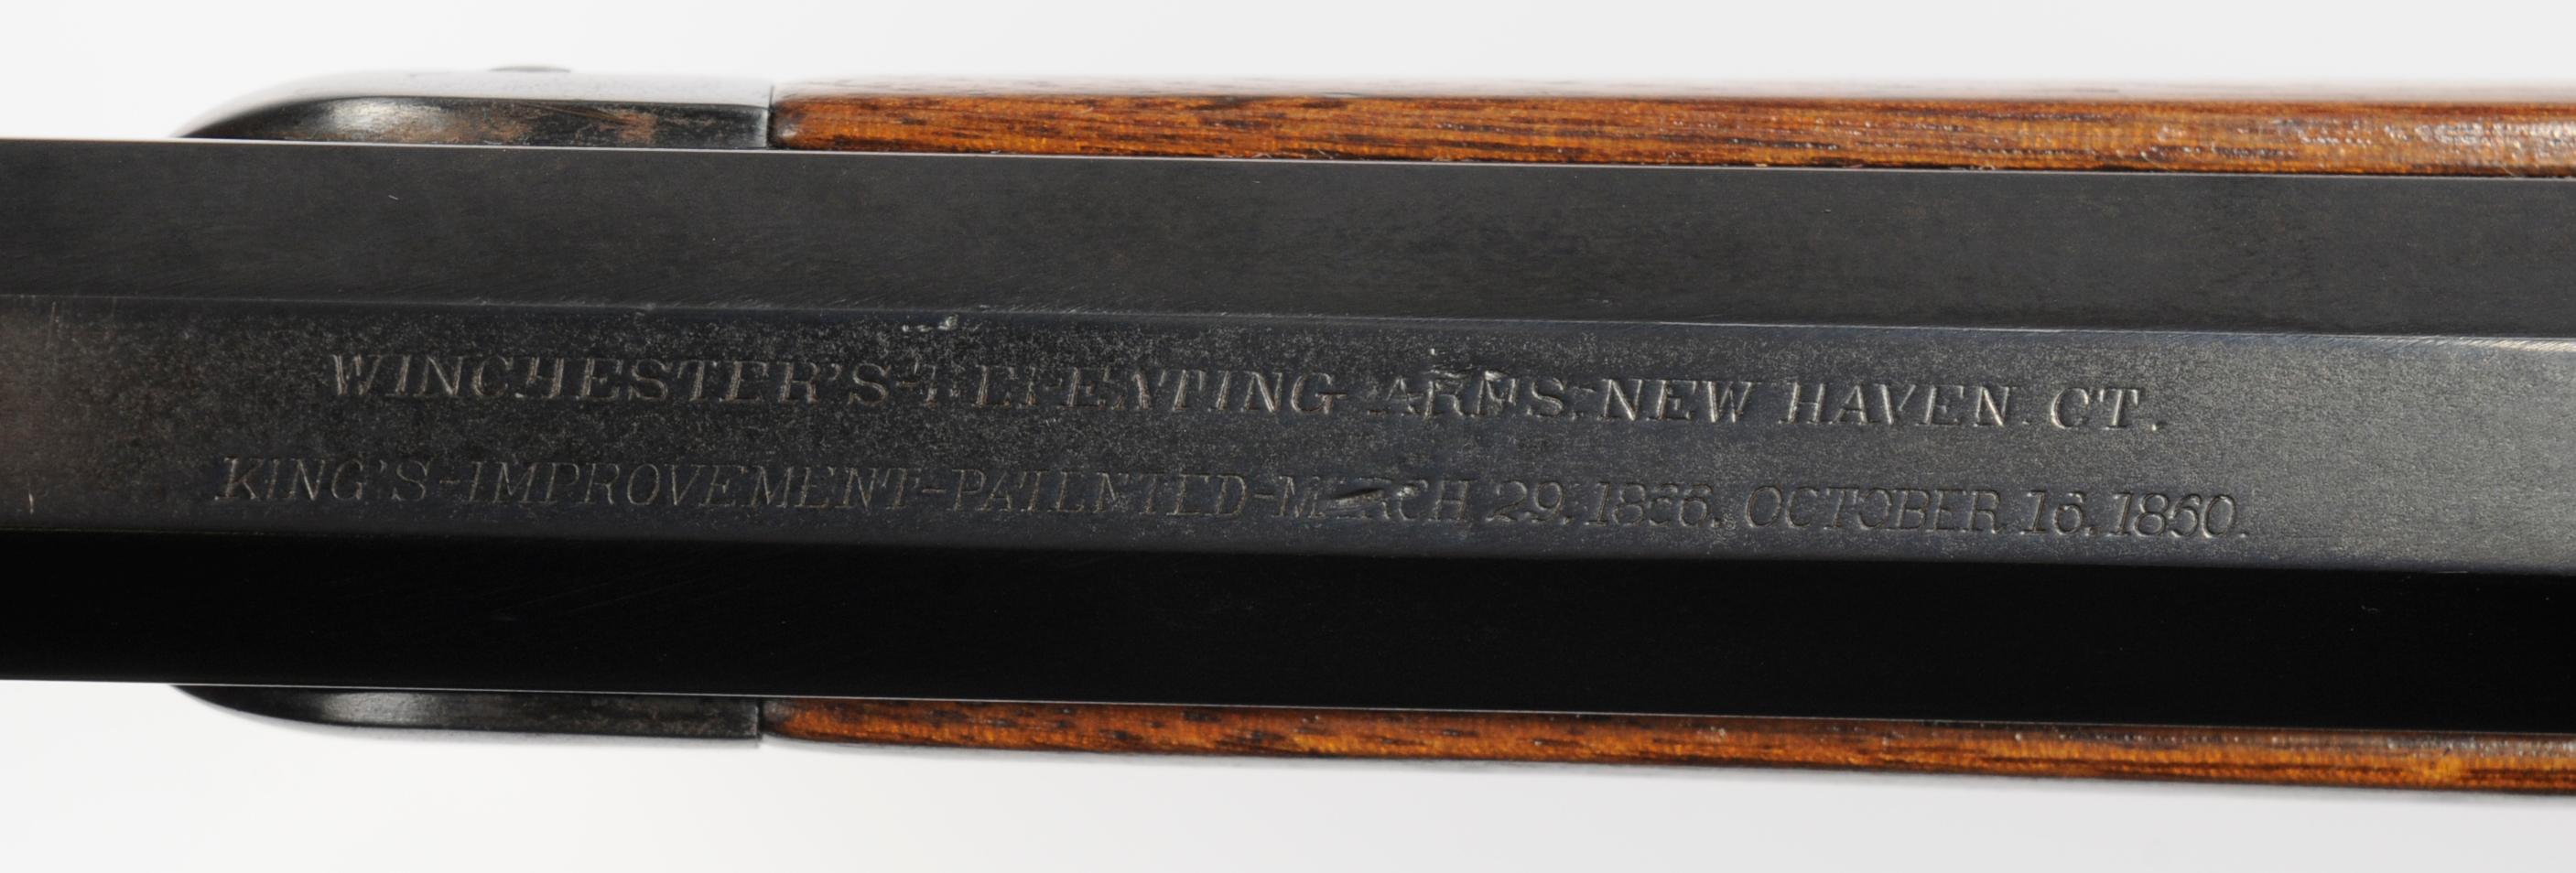 WINCHESTER'S-REPEATING ARMS. NEW HAVEN. CT.
KING'S-IMPROVEMENT-PATENTED-MARCH 29. 1866. OCTOBER 16. 1860.